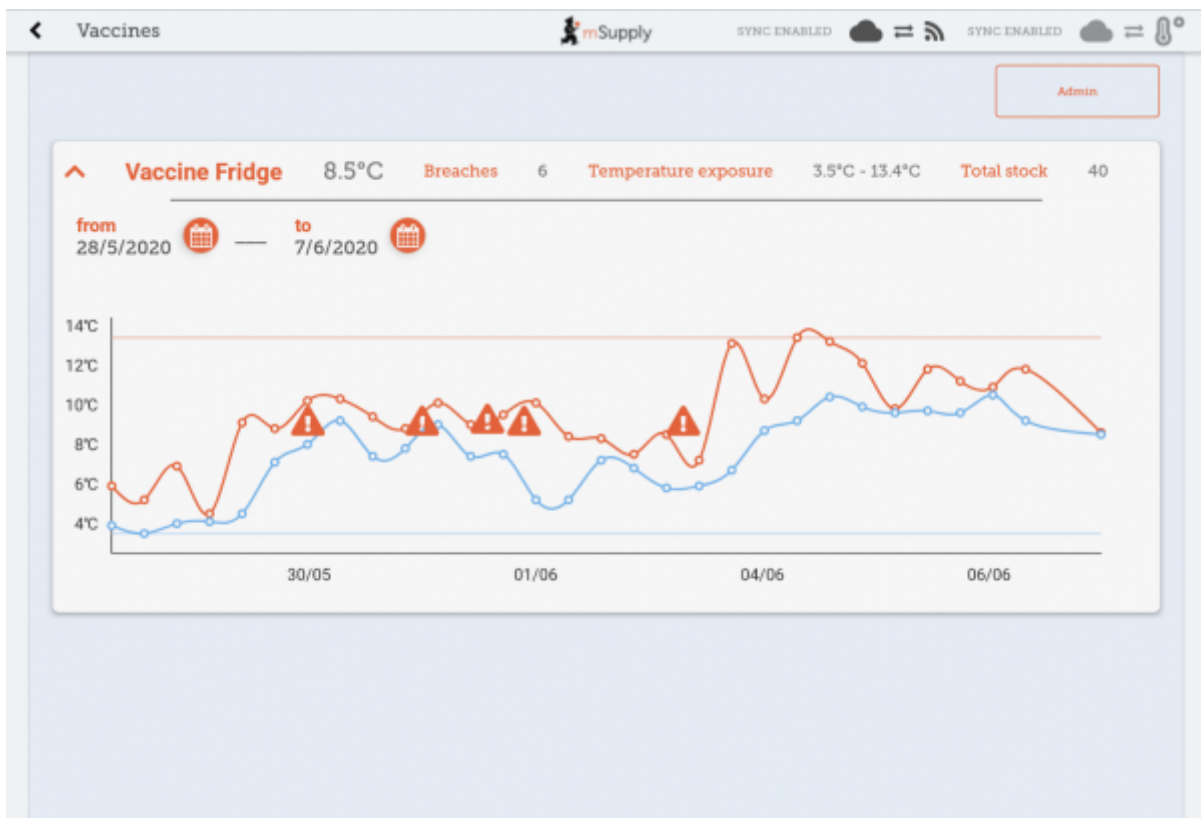 Vaccines mSupply SYNC ENABLED SYNC ENABLED
Admin
Vaccine Fridge 8.5°C Breaches 6 Temperature exposure 3.5°C - 13.4°C Total stock 40
from to
28/5/2020 7/6/2020
14°C
12°C
10°C
8°C
6°C
4°C
30/05 01/06 04/06 06/06